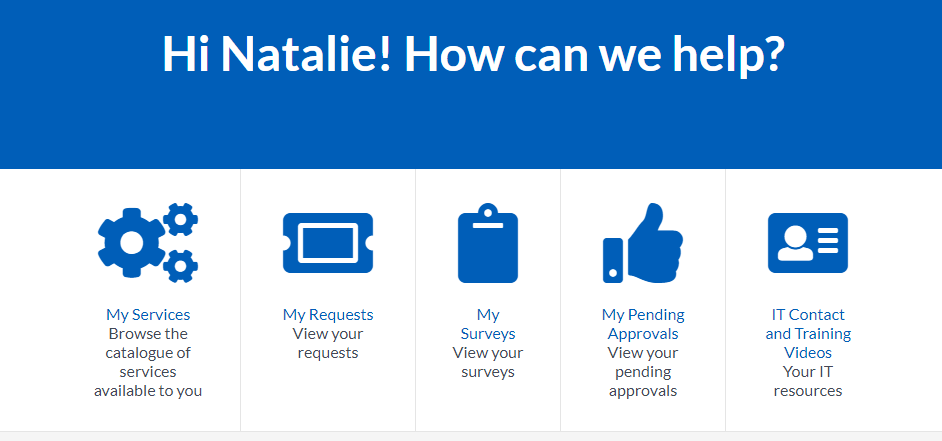 Hi Natalie! How can we help?
My Services
Browse the
catalogue of
services
available to you
My Requests
View your
requests
My
Surveys
View your
surveys
My Pending
Approvals
View your
pending
approvals
IT Contact
and Training
Videos
Your IT
resources